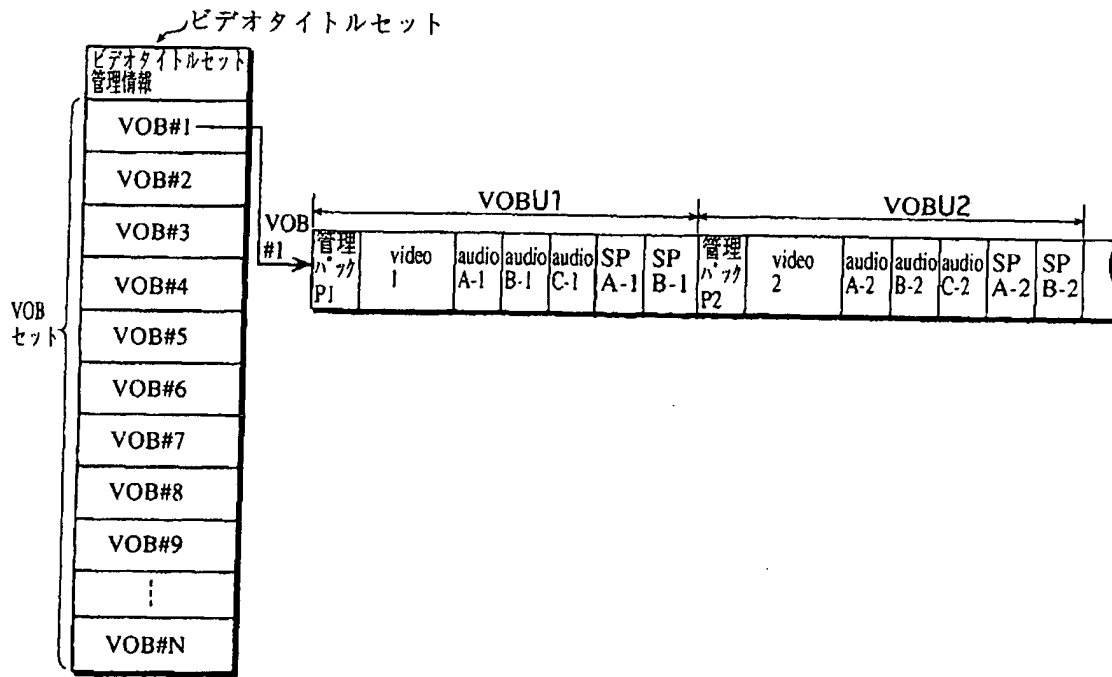 ビデオタイトルセット
ビデオタイトルセット
管理情報
VOB#1
VOB#2
VOB#3
VOB#4
VOB#5
VOB#6
VOB#7
VOB#8
VOB#9
VOB#N
VOB
セット
VOB
#1
VOBU1
VOBU2
管理
パック
P1
video
1
audio
A-1
audio
B-1
audio
C-1
SP
A-1
SP
B-1
管理
パック
P2
video
2
audio
A-2
audio
B-2
audio
C-2
SP
A-2
SP
B-2